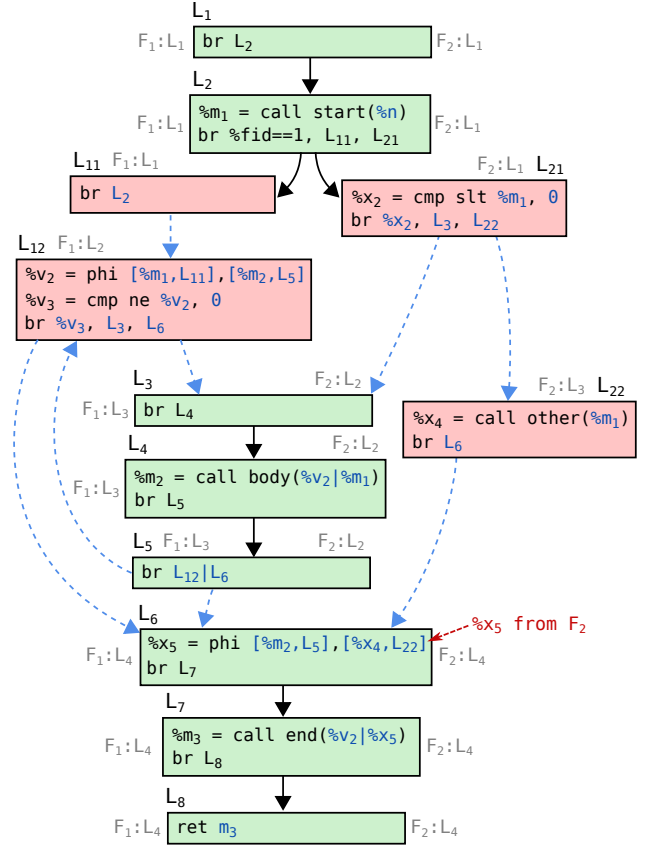 L1
F1:L1 br L2 F2:L1
L2
F1:L1 %m1 = call start(%n) F2:L1
br %fid==1, L11, L21
L11 F1:L1
F2:L1 L21
br L2
%x2 = cmp slt %m1, 0
br %x2, L3, L22
L12 F1:L2
%v2 = phi [%m1,L11],[%m2,L5]
%v3 = cmp ne %v2, 0
br %v3, L3, L6
L3 F2:L2
F1:L3 br L4
F2:L3 L22
%x4 = call other(%m1)
br L6
L4 F2:L2
F1:L3 %m2 = call body(%v2|%m1)
br L5
L5 F1:L3 F2:L2
br L12|L6
L6
%x5 from F2
F1:L4 %x5 = phi [%m2,L5],[%x4,L22] F2:L4
br L7
L7
F1:L4 %m3 = call end(%v2|%x5) F2:L4
br L8
L8
F1:L4 ret m3 F2:L4